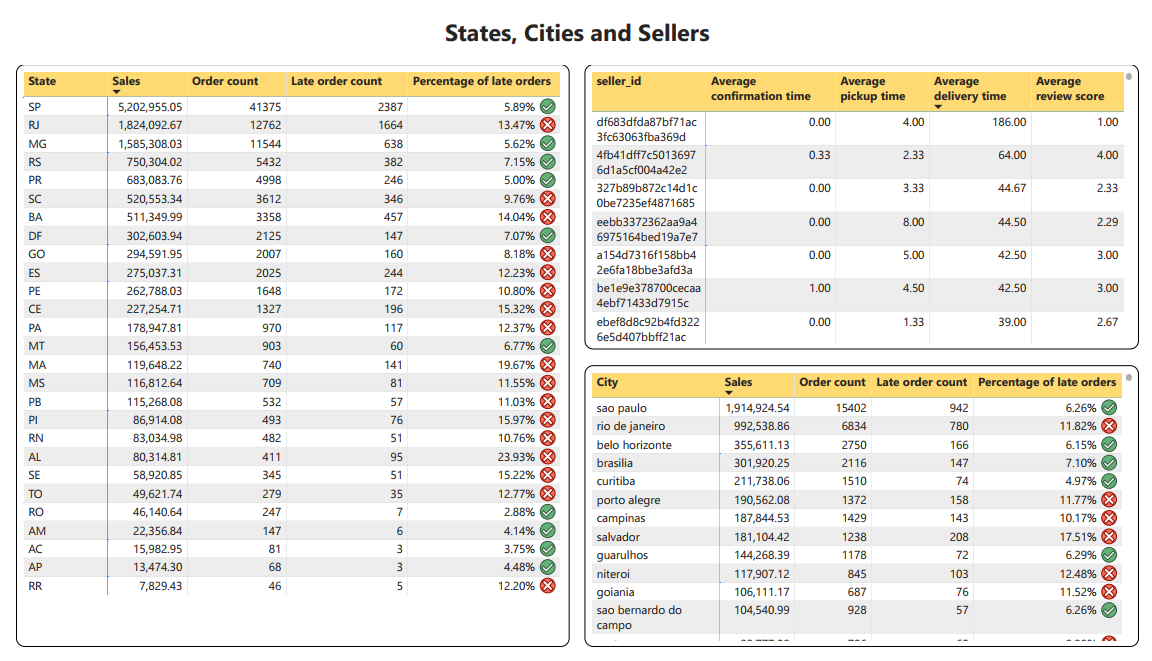 States, Cities and Sellers
State Sales Order count Late order count Percentage of late orders
SP 5,202,955.05 41375 2387 5.89%
RJ 1,824,092.67 12762 1664 13.47%
MG 1,585,308.03 11544 638 5.62%
RS 750,304.02 5432 382 7.15%
PR 683,083.76 4998 246 5.00%
SC 520,553.34 3612 346 9.76%
BA 511,349.99 3358 457 14.04%
DF 302,603.94 2125 147 7.07%
GO 294,591.95 2007 160 8.18%
ES 275,037.31 2025 244 12.23%
PE 262,788.03 1648 172 10.80%
CE 227,254.71 1327 196 15.32%
PA 178,947.81 970 117 12.37%
MT 156,453.53 903 60 6.77%
MA 119,648.22 740 141 19.67%
MS 116,812.64 709 81 11.55%
PB 115,268.08 532 57 11.03%
PI 86,914.08 493 76 15.97%
RN 83,034.98 482 51 10.76%
AL 80,314.81 411 95 23.93%
SE 58,920.85 345 51 15.22%
TO 49,621.74 279 35 12.77%
RO 46,140.64 247 7 2.88%
AM 22,356.84 147 6 4.14%
AC 15,982.95 81 3 3.75%
AP 13,474.30 68 3 4.48%
RR 7,829.43 46 5 12.20%
seller_id Average Average Average Average
confirmation time pickup time delivery time review score
df683dfda87bf71ac 0.00 4.00 186.00 1.00
3fc63063fba369d
4fb41dff7c5013697 0.33 2.33 64.00 4.00
6d1a5cf004a42e2
327b89b872c14d1c 0.00 3.33 44.67 2.33
0be7235ef4871685
eebb3372362aa9a4 0.00 8.00 44.50 2.29
6975164bed19a7e7
a154d7316f158bb4 0.00 5.00 42.50 3.00
2e6fa18bbe3afd3a
be1e9e378700cecaa 1.00 4.50 42.50 3.00
4ebf71433d7915c
ebef8d8c92b4fd322 0.00 1.33 39.00 2.67
6e5d407bbff21ac
City Sales Order count Late order count Percentage of late orders
sao paulo 1,914,924.54 15402 942 6.26%
rio de janeiro 992,538.86 6834 780 11.82%
belo horizonte 355,611.13 2750 166 6.15%
brasilia 301,920.25 2116 147 7.10%
curitiba 211,738.06 1510 74 4.97%
porto alegre 190,562.08 1372 158 11.77%
campinas 187,844.53 1429 143 10.17%
salvador 181,104.42 1238 208 17.51%
guarulhos 144,268.39 1178 72 6.29%
niteroi 117,907.12 845 103 12.48%
goiania 106,111.17 687 76 11.52%
sao bernardo do 104,540.99 928 57 6.26%
campo